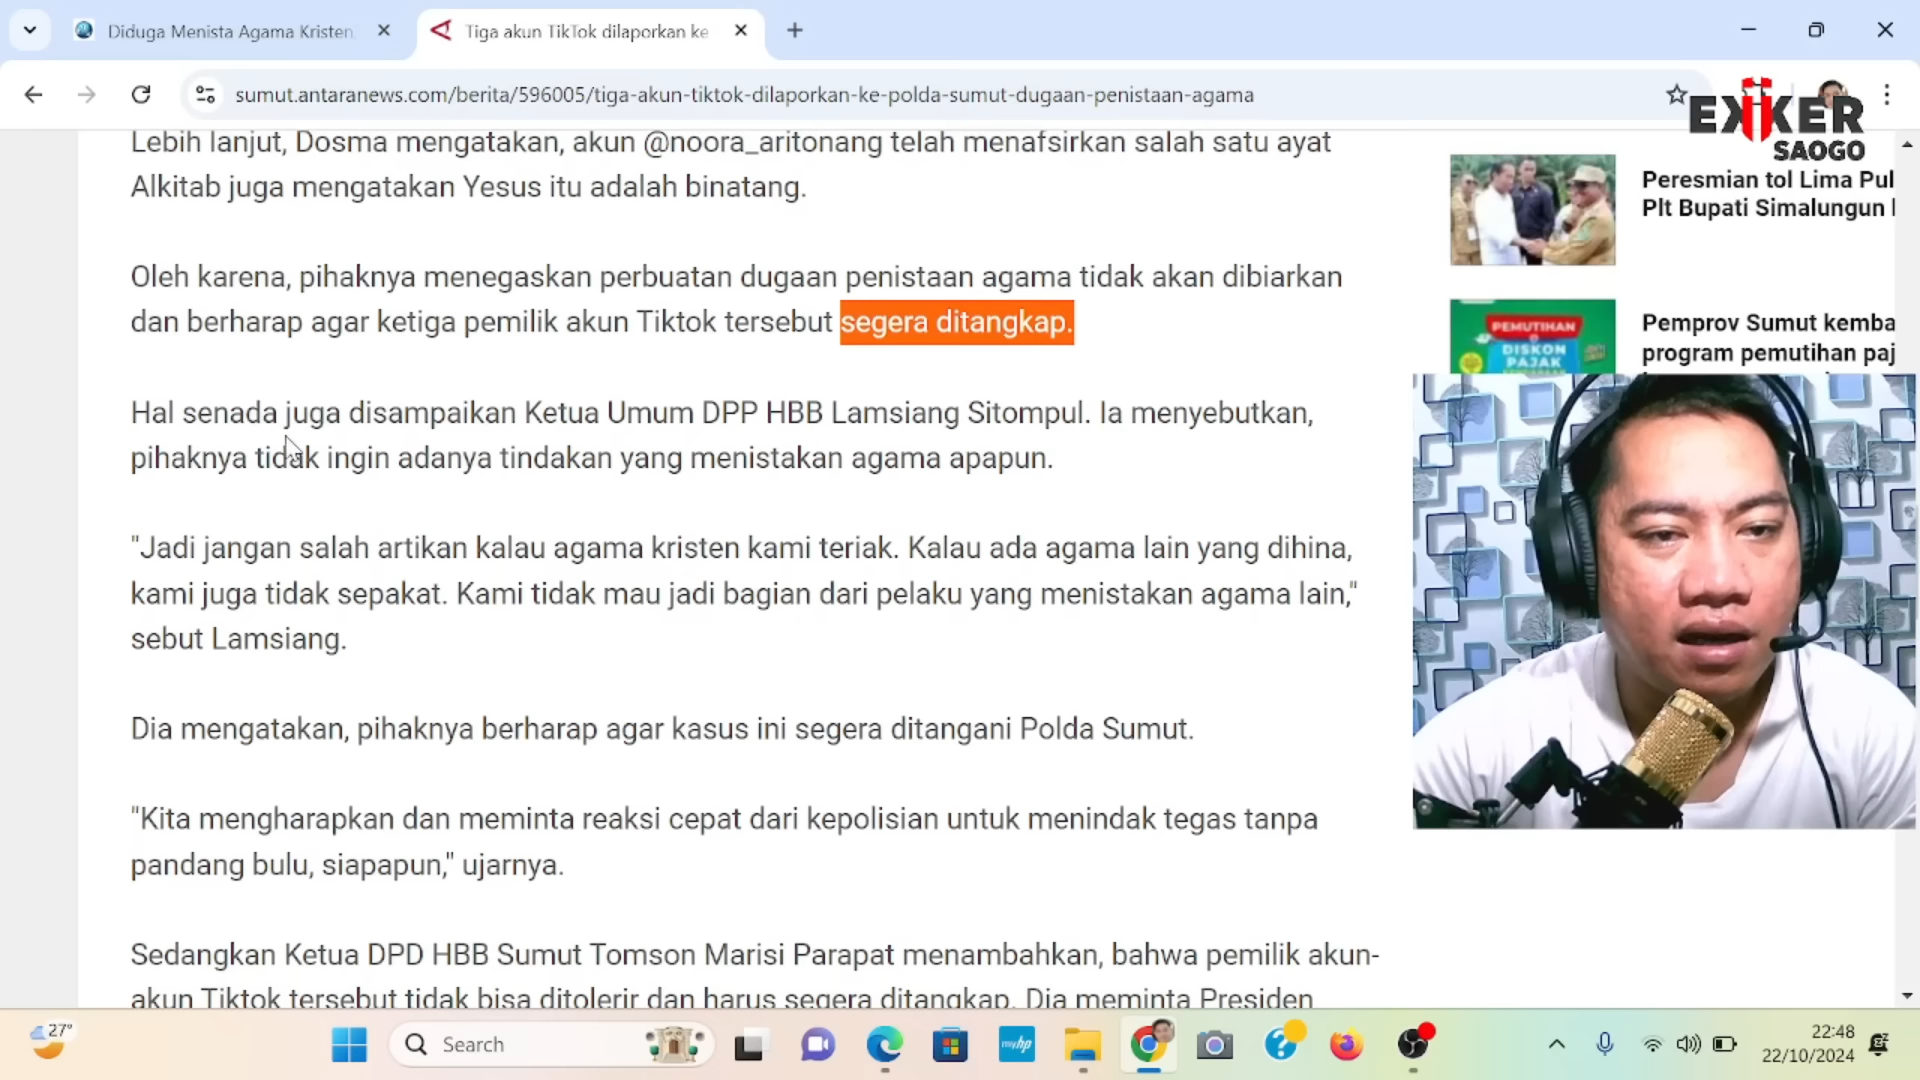 Diduga Menista Agama Kristen
Tiga akun TikTok dilaporkan ke
sumut.antaranews.com/berita/596005/tiga-akun-tiktok-dilaporkan-ke-polda-sumut-dugaan-penistaan-agama
EXKER
SAOGO
Lebih lanjut, Dosma mengatakan, akun @noora_aritonang telah menafsirkan salah satu ayat
Alkitab juga mengatakan Yesus itu adalah binatang.
Oleh karena, pihaknya menegaskan perbuatan dugaan penistaan agama tidak akan dibiarkan
dan berharap agar ketiga pemilik akun Tiktok tersebut segera ditangkap.
Hal senada juga disampaikan Ketua Umum DPP HBB Lamsiang Sitompul. Ia menyebutkan,
pihaknya tidak ingin adanya tindakan yang menistakan agama apapun.
"Jadi jangan salah artikan kalau agama kristen kami teriak. Kalau ada agama lain yang dihina,
kami juga tidak sepakat. Kami tidak mau jadi bagian dari pelaku yang menistakan agama lain,"
sebut Lamsiang.
Dia mengatakan, pihaknya berharap agar kasus ini segera ditangani Polda Sumut.
"Kita mengharapkan dan meminta reaksi cepat dari kepolisian untuk menindak tegas tanpa
pandang bulu, siapapun," ujarnya.
Sedangkan Ketua DPD HBB Sumut Tomson Marisi Parapat menambahkan, bahwa pemilik akun-
akun Tiktok tersebut tidak bisa ditolerir dan harus segera ditangkap. Dia meminta Presiden
Peresmian tol Lima Pul
Plt Bupati Simalungun
PEMUTIHAN
DISKON
PAJAK
Pemprov Sumut kemba
program pemutihan paj
27°
Search
myhp
22:48
22/10/2024